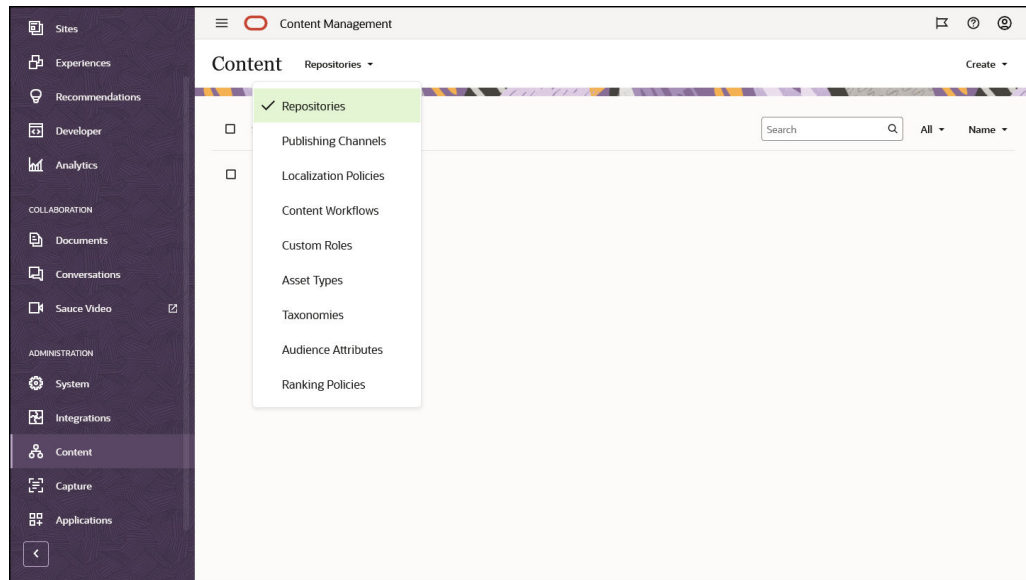 Sites
Experiences
Recommendations
Developer
Analytics
COLLABORATION
Documents
Conversations
Sauce Video
ADMINISTRATION
System
Integrations
Content
Capture
Applications
Content Management
Content Repositories
Create
Repositories
Publishing Channels
Localization Policies
Content Workflows
Custom Roles
Asset Types
Taxonomies
Audience Attributes
Ranking Policies
Search All Name